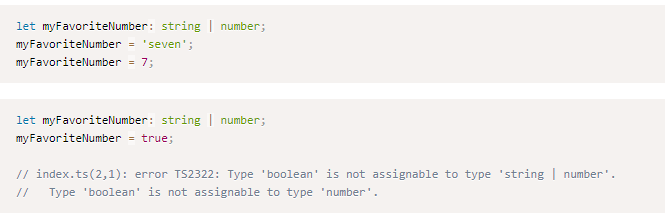 let myFavoriteNumber: string | number;
myFavoriteNumber = 'seven';
myFavoriteNumber = 7;
let myFavoriteNumber: string | number;
myFavoriteNumber = true;
// index.ts(2,1): error TS2322: Type 'boolean' is not assignable to type 'string | number'.
//   Type 'boolean' is not assignable to type 'number'.